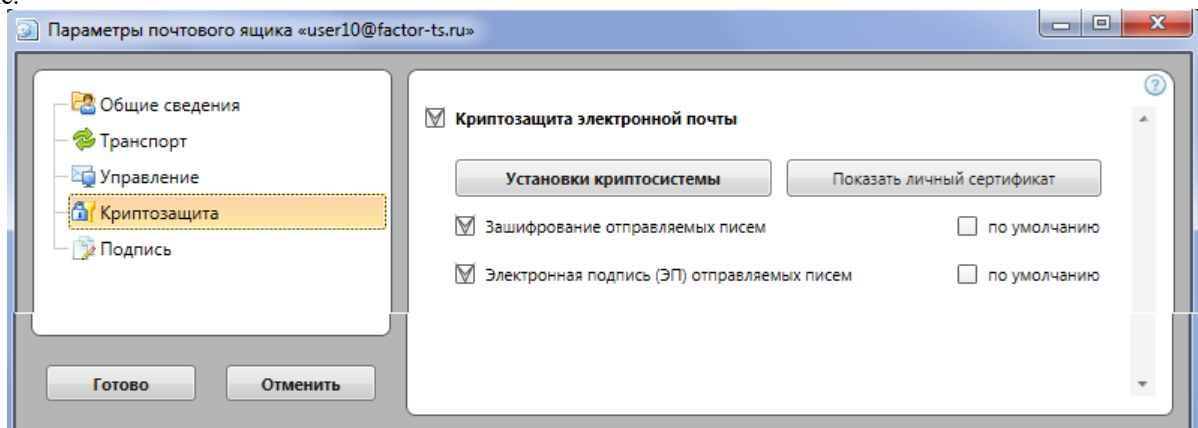 Параметры почтового ящика «user10@factor-ts.ru»
Общие сведения
Транспорт
Управление
Криптозащита
Подпись
Готово
Отменить
Криптозащита электронной почты
Установки криптосистемы
Показать личный сертификат
Зашифрование отправляемых писем
по умолчанию
Электронная подпись (ЭП) отправляемых писем
по умолчанию